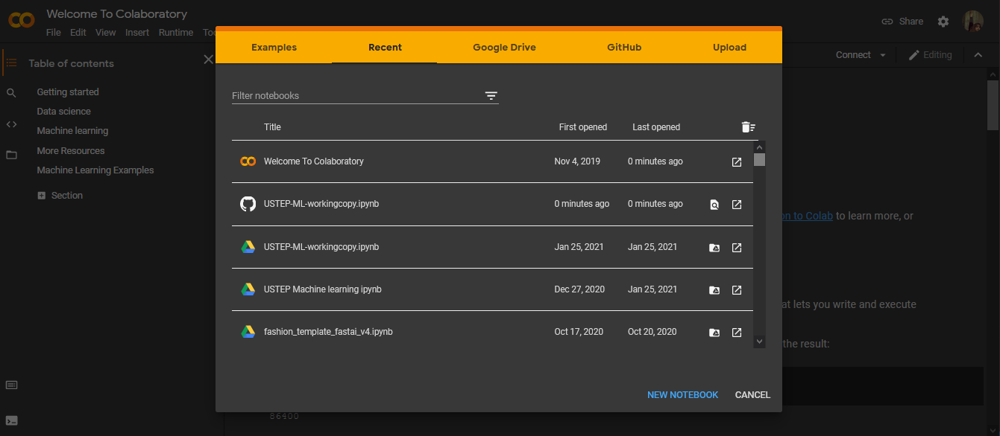 Welcome To Colaboratory
File Edit View Insert Runtime
Share
Table of contents
Getting started
Data science
Machine learning
More Resources
Machine Learning Examples
Section
Examples Recent Google Drive GitHub Upload
Filter notebooks
Title First opened Last opened
Welcome To Colaboratory Nov 4, 2019 0 minutes ago
USTEP-ML-workingcopy.ipynb 0 minutes ago 0 minutes ago
USTEP-ML-workingcopy.ipynb Jan 25, 2021 Jan 25, 2021
USTEP Machine learning ipynb Dec 27, 2020 Jan 25, 2021
fashion_template_fastai_v4.ipynb Oct 17, 2020 Oct 20, 2020
NEW NOTEBOOK CANCEL
Connect Editing
to Colab to learn more, or
lets you write and execute
the result:
86400